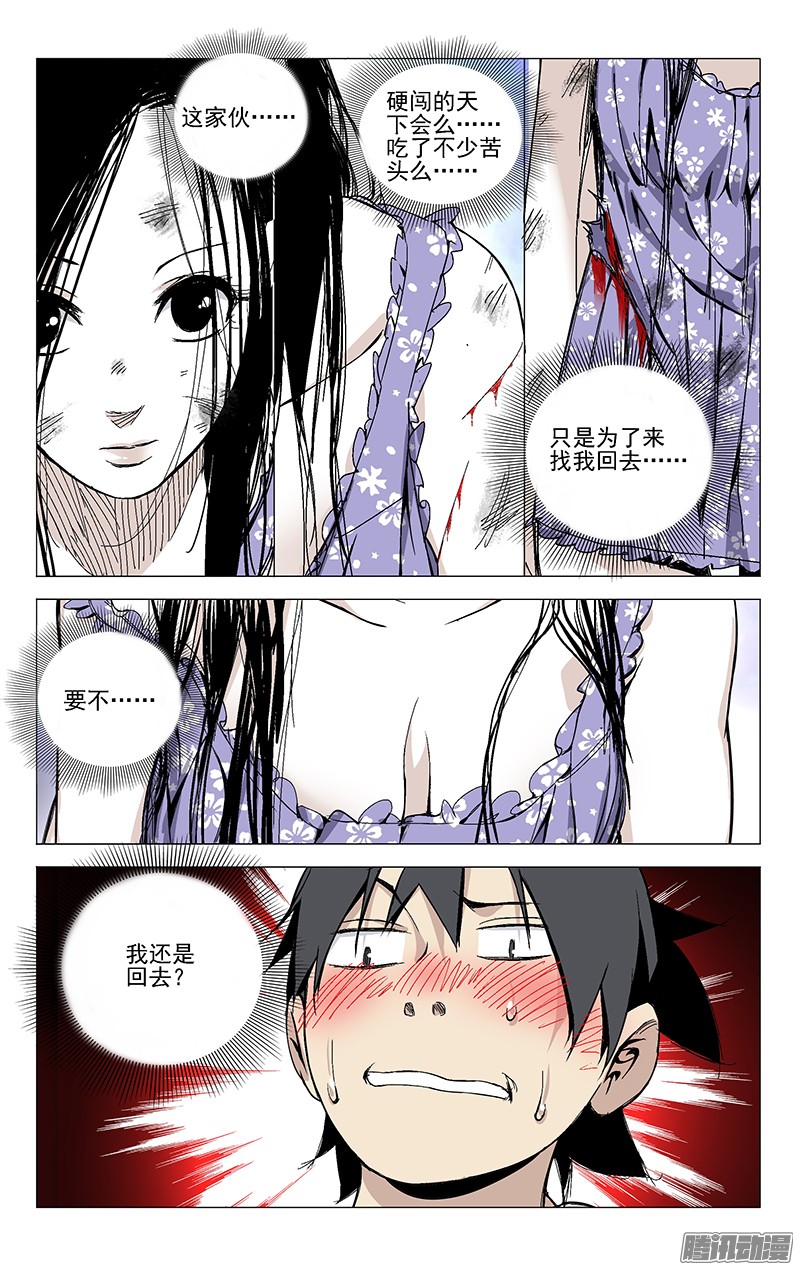 这家伙……
硬闯的天
下会么……
吃了不少苦
头么……
只是为了来
找我回去……
要不……
我还是
回去？
腾讯动漫